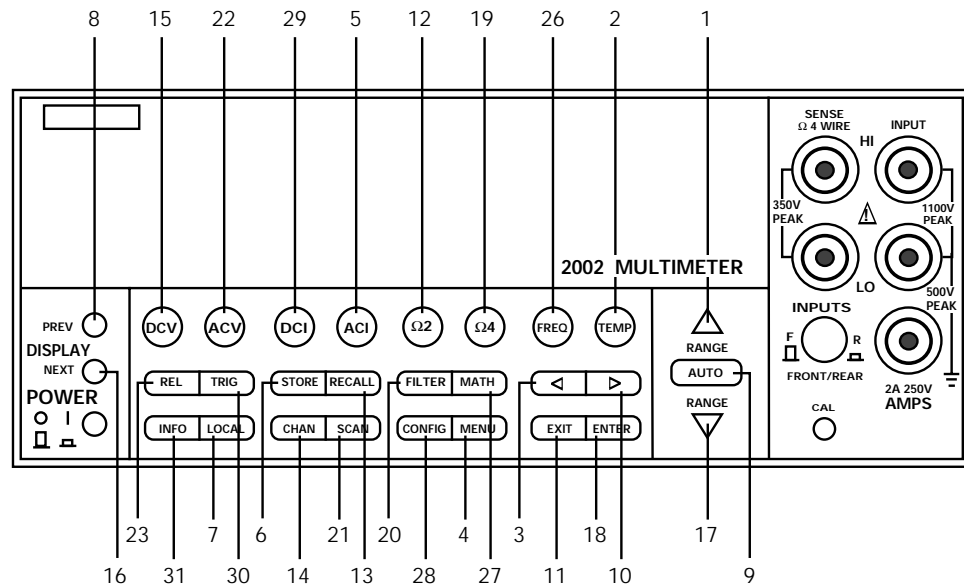 8 15 22 29 5 12 19 26 2 1
SENSE
Ω 4 WIRE
INPUT
HI
350V
PEAK
1100V
PEAK
2002 MULTIMETER
LO
500V
PEAK
INPUTS
F R
FRONT/REAR
2A 250V
AMPS
CAL
PREV
DISPLAY
NEXT
POWER
O I
DCV ACV DCI ACI Ω2 Ω4 FREQ TEMP
RANGE
AUTO
RANGE
REL TRIG STORE RECALL FILTER MATH
INFO LOCAL CHAN SCAN CONFIG MENU EXIT ENTER
23 7 6 21 20 4 3 18 17
16 31 30 14 13 28 27 11 10 9